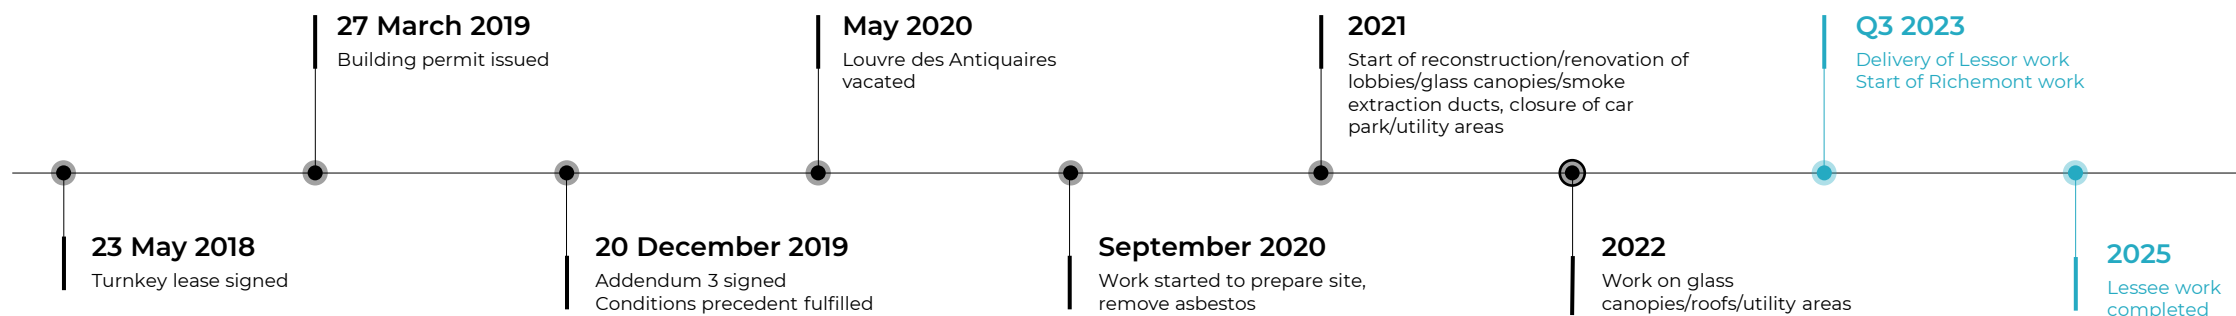 23 May 2018
Turnkey lease signed
27 March 2019
Building permit issued
20 December 2019
Addendum 3 signed
Conditions precedent fulfilled
May 2020
Louvre des Antiquaires
vacated
September 2020
Work started to prepare site,
remove asbestos
2021
Start of reconstruction/renovation of
lobbies/glass canopies/smoke
extraction ducts, closure of car
park/utility areas
2022
Work on glass
canopies/roofs/utility areas
Q3 2023
Delivery of Lessor work
Start of Richemont work
2025
Lessee work
completed